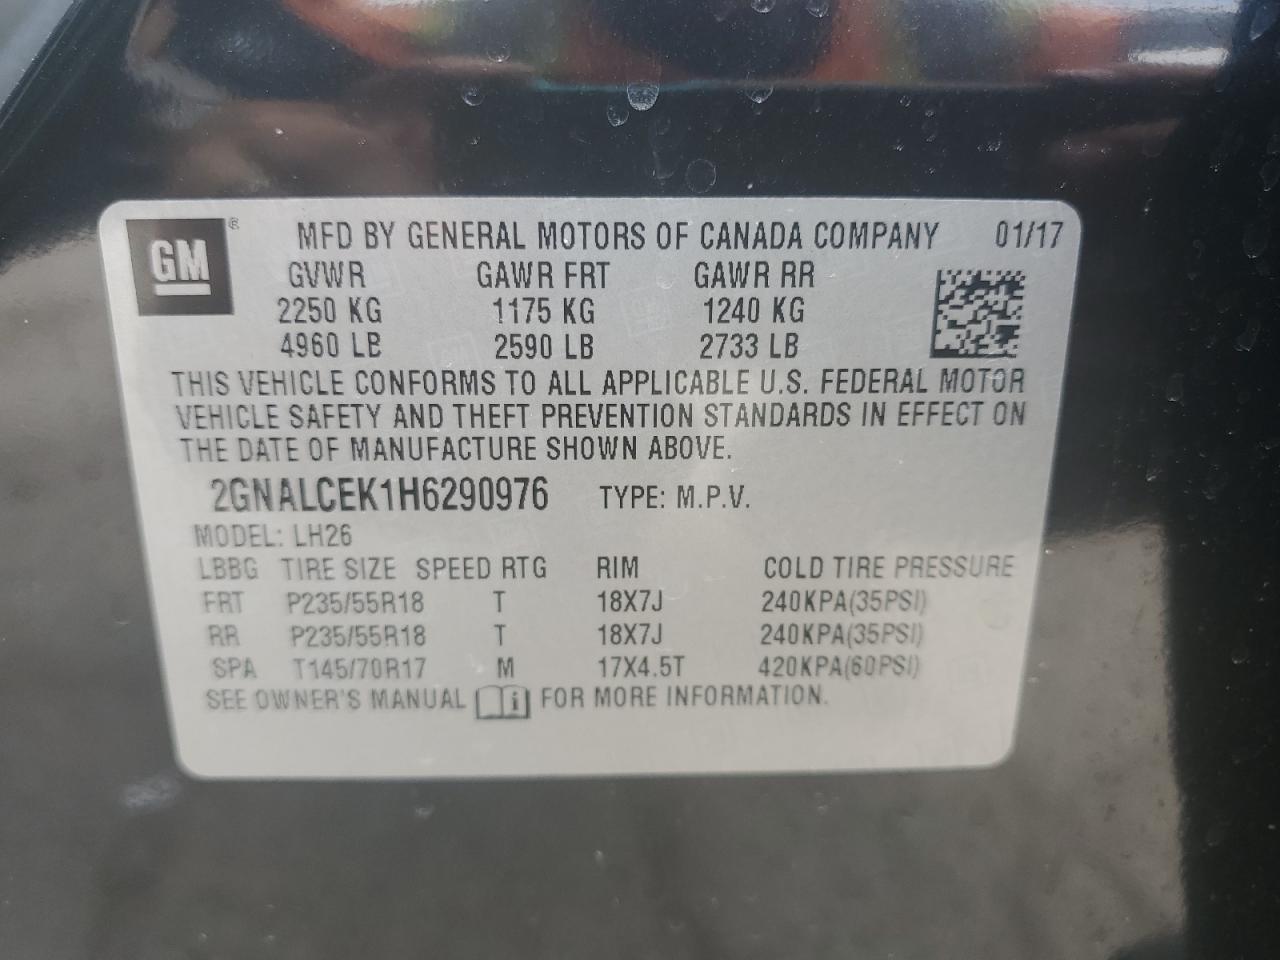 GM ® MFD BY GENERAL MOTORS OF CANADA COMPANY 01/17
GVWR GAWR FRT GAWR RR
2250 KG 1175 KG 1240 KG
4960 LB 2590 LB 2733 LB
THIS VEHICLE CONFORMS TO ALL APPLICABLE U.S. FEDERAL MOTOR
VEHICLE SAFETY AND THEFT PREVENTION STANDARDS IN EFFECT ON
THE DATE OF MANUFACTURE SHOWN ABOVE.
2GNALCEK1H6290976 TYPE: M.P.V.
MODEL: LH26
LBBG TIRE SIZE SPEED RTG RIM COLD TIRE PRESSURE
FRT P235/55R18 T 18X7J 240KPA(35PSI)
RR P235/55R18 T 18X7J 240KPA(35PSI)
SPA T145/70R17 M 17X4.5T 420KPA(60PSI)
SEE OWNER'S MANUAL i FOR MORE INFORMATION.